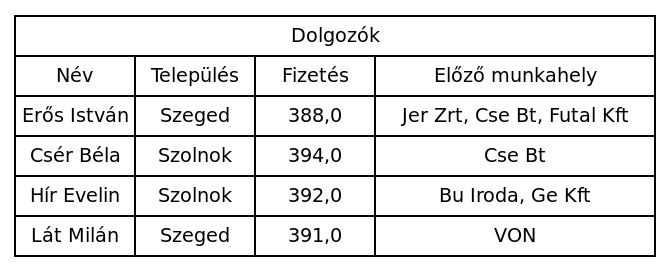 Dolgozók
Név Település Fizetés Előző munkahely
Erős István Szeged 388,0 Jer Zrt, Cse Bt, Futal Kft
Csér Béla Szolnok 394,0 Cse Bt
Hír Evelin Szolnok 392,0 Bu Iroda, Ge Kft
Lát Milán Szeged 391,0 VON